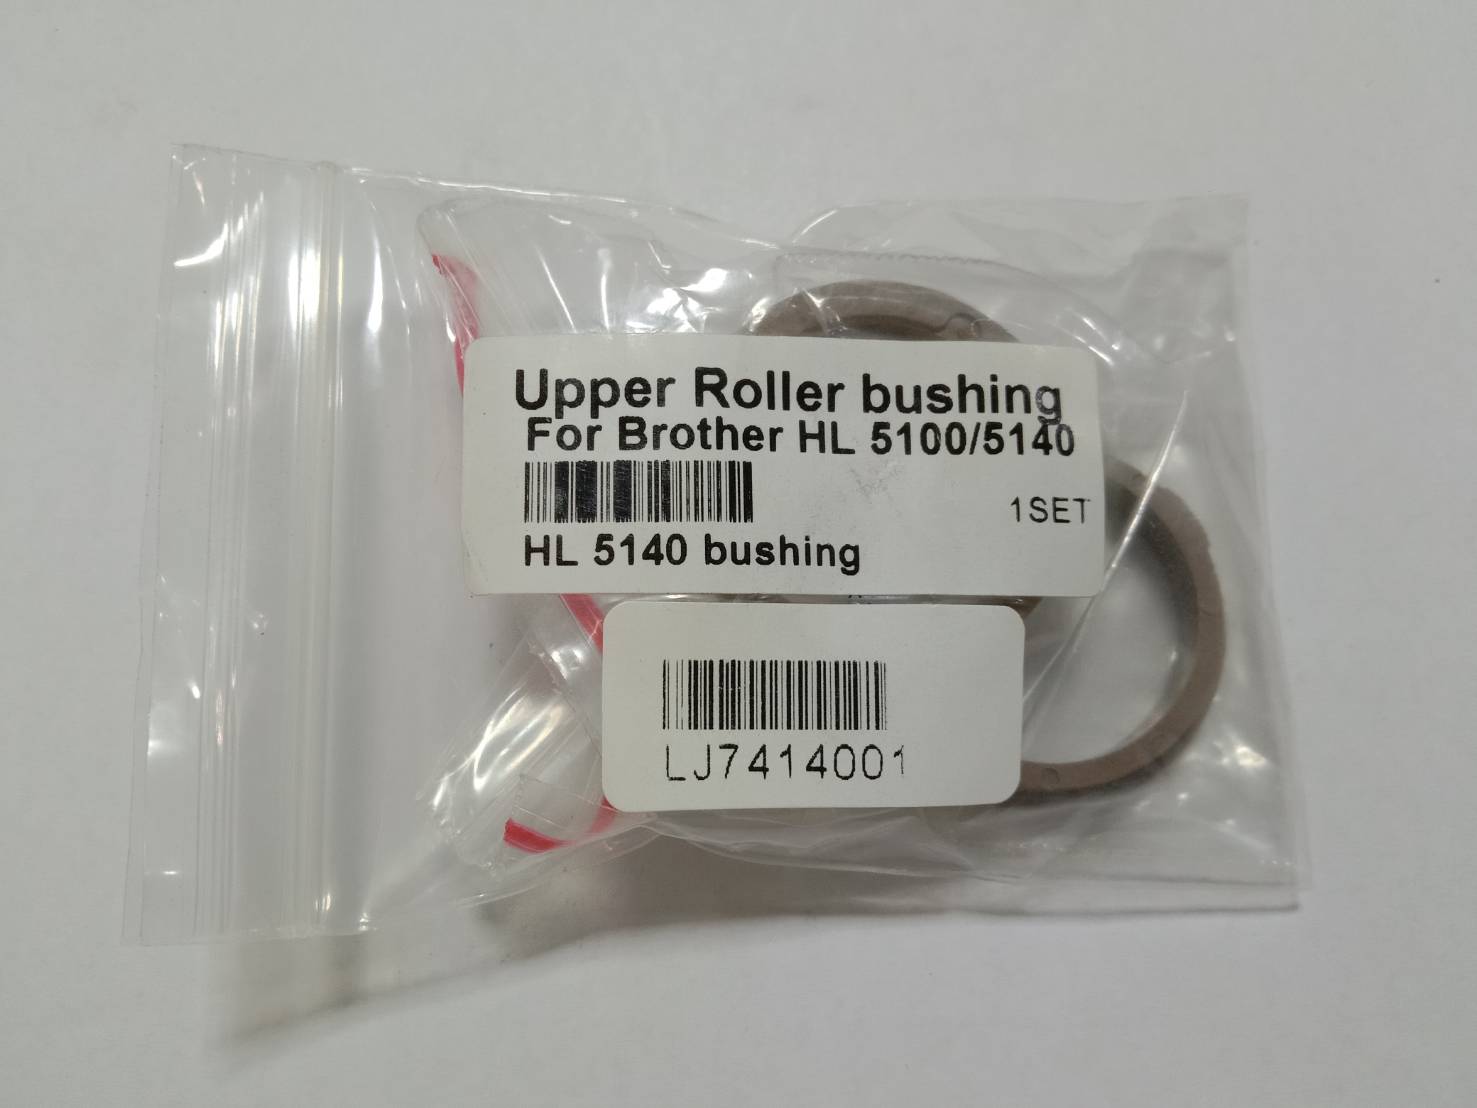 Upper Roller bushing
For Brother HL 5100/5140
1SET
HL 5140 bushing
LJ7414001